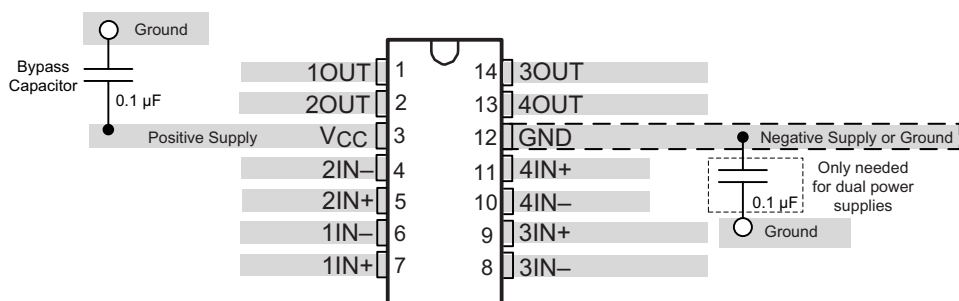 Ground
Bypass
Capacitor
0.1 µF
Positive Supply
1OUT 1
2OUT 2
VCC 3
2IN– 4
2IN+ 5
1IN– 6
1IN+ 7
14 3OUT
13 4OUT
12 GND
11 4IN+
10 4IN–
9 3IN+
8 3IN–
Negative Supply or Ground
Only needed
for dual power
supplies
0.1 µF
Ground